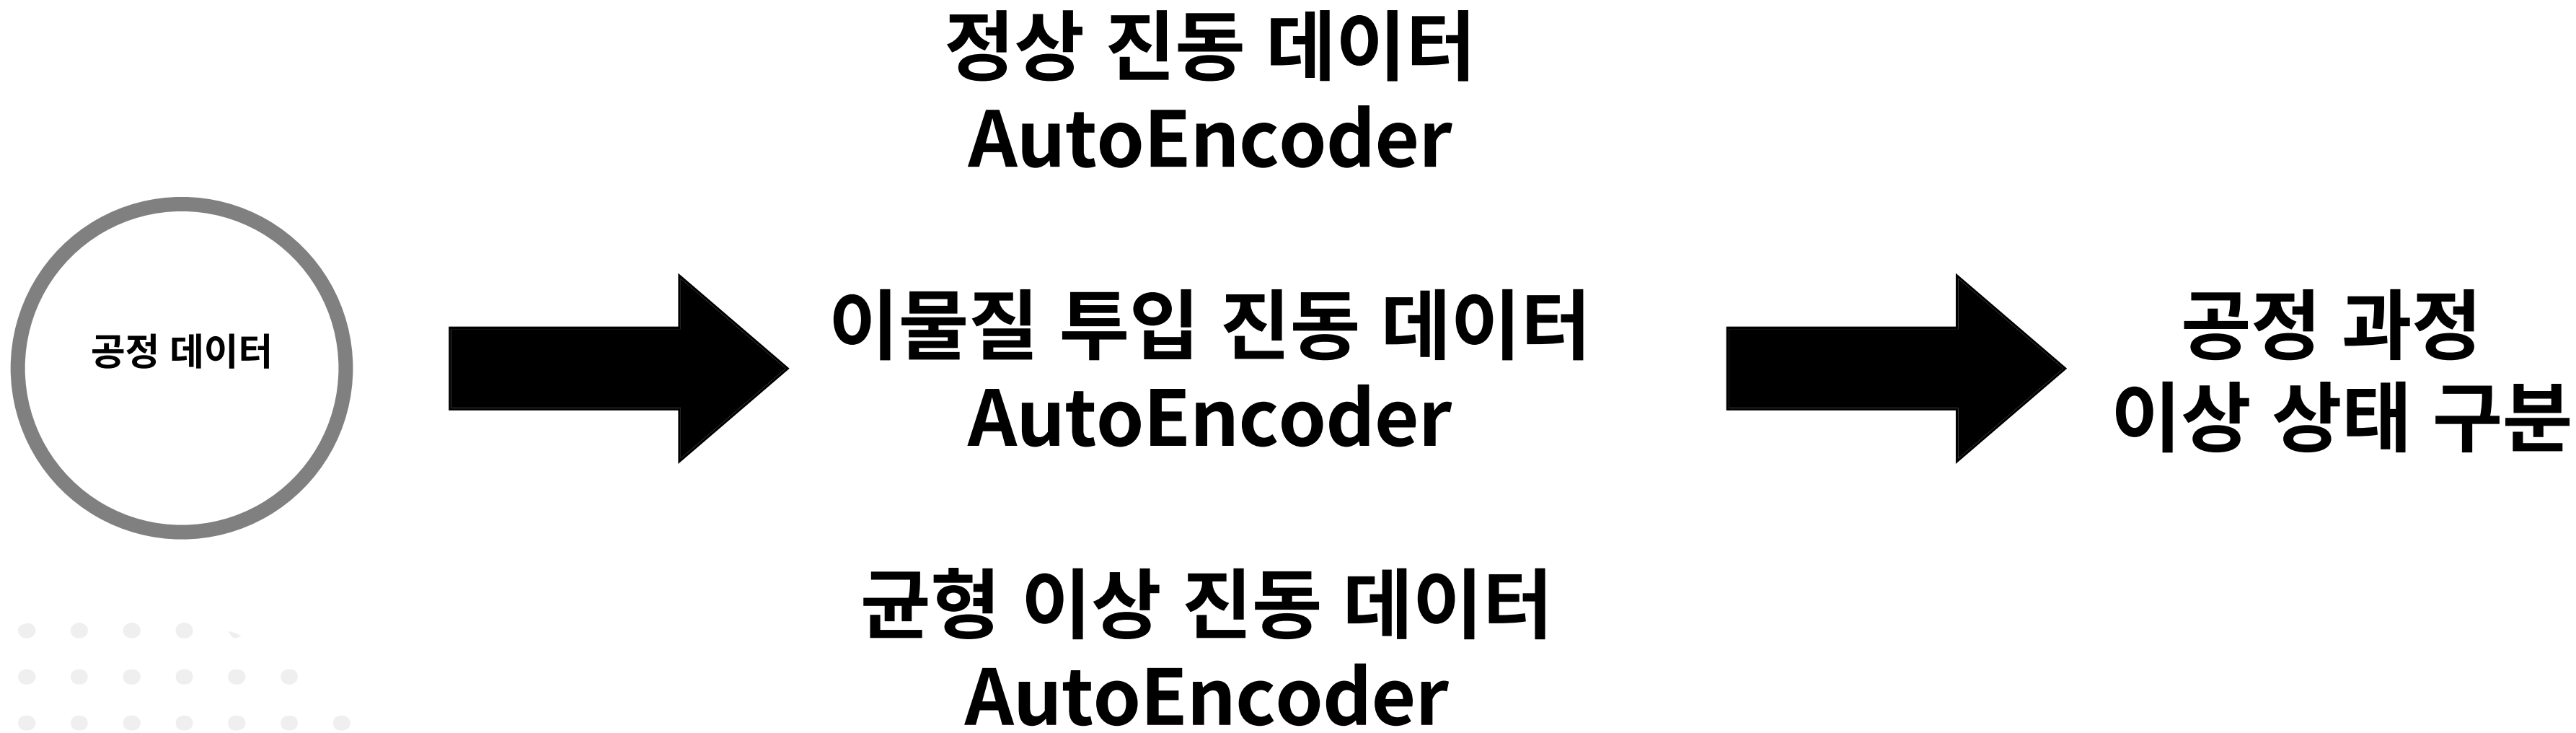 공정 데이터
정상 진동 데이터
AutoEncoder
이물질 투입 진동 데이터
AutoEncoder
균형 이상 진동 데이터
AutoEncoder
공정 과정
이상 상태 구분